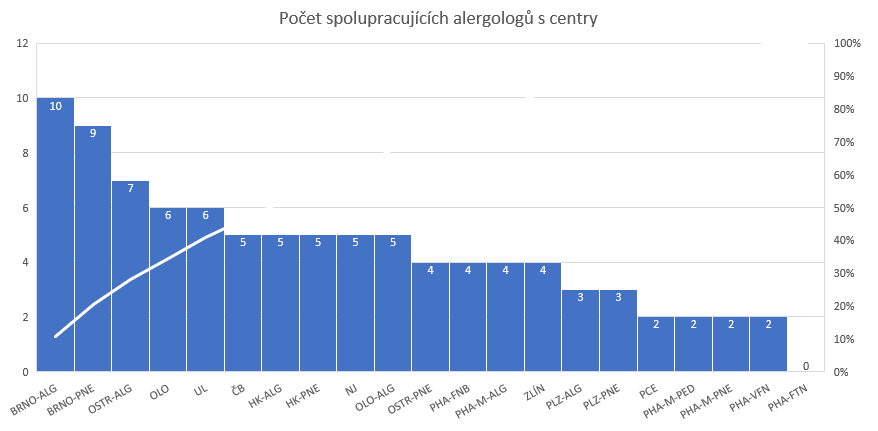 Počet spolupracujících alergologů s centry
12
10
8
6
4
2
0
100%
90%
80%
70%
60%
50%
40%
30%
20%
10%
0%
10
9
7
6
6
5
5
5
5
5
4
4
4
4
3
3
2
2
2
2
0
BRNO-ALG
BRNO-PNE
OSTR-ALG
OLO
UL
ČB
HK-ALG
HK-PNE
NJ
OLO-ALG
OSTR-PNE
PHA-FNB
PHA-M-ALG
ZLÍN
PLZ-ALG
PLZ-PNE
PCE
PHA-M-PED
PHA-M-PNE
PHA-VFN
PHA-FTN